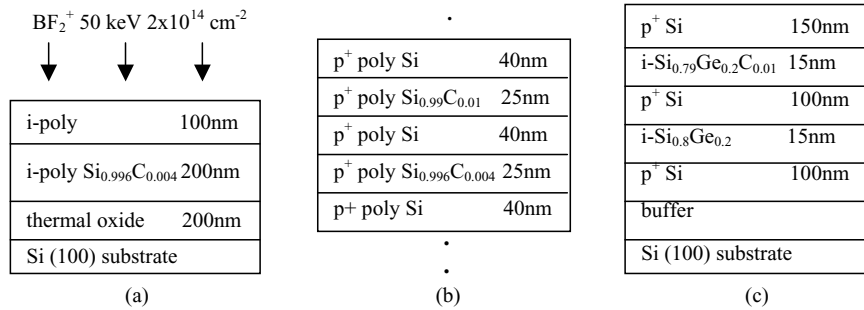 BF₂⁺ 50 keV 2x10¹⁴ cm⁻²
i-poly 100nm
i-poly Si₀.₉₉₆C₀.₀₀₄ 200nm
thermal oxide 200nm
Si (100) substrate
(a)
p⁺ poly Si 40nm
p⁺ poly Si₀.₉₉C₀.₀₁ 25nm
p⁺ poly Si 40nm
p⁺ poly Si₀.₉₉₆C₀.₀₀₄ 25nm
p+ poly Si 40nm
(b)
p⁺ Si 150nm
i-Si₀.₇₉Ge₀.₂C₀.₀₁ 15nm
p⁺ Si 100nm
i-Si₀.₈Ge₀.₂ 15nm
p⁺ Si 100nm
buffer
Si (100) substrate
(c)